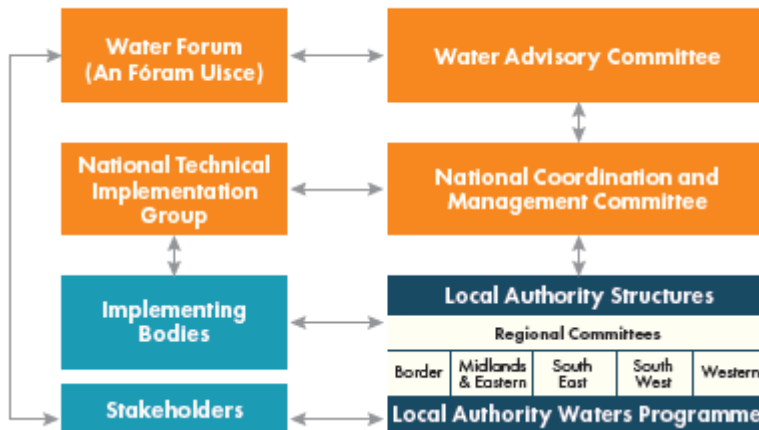 Water Forum
(An Fóram Uisce)
Water Advisory Committee
National Technical
Implementation
Group
National Coordination and
Management Committee
Implementing
Bodies
Local Authority Structures
Regional Committees
Border
Midlands
& Eastern
South
East
South
West
Western
Stakeholders
Local Authority Waters Programme